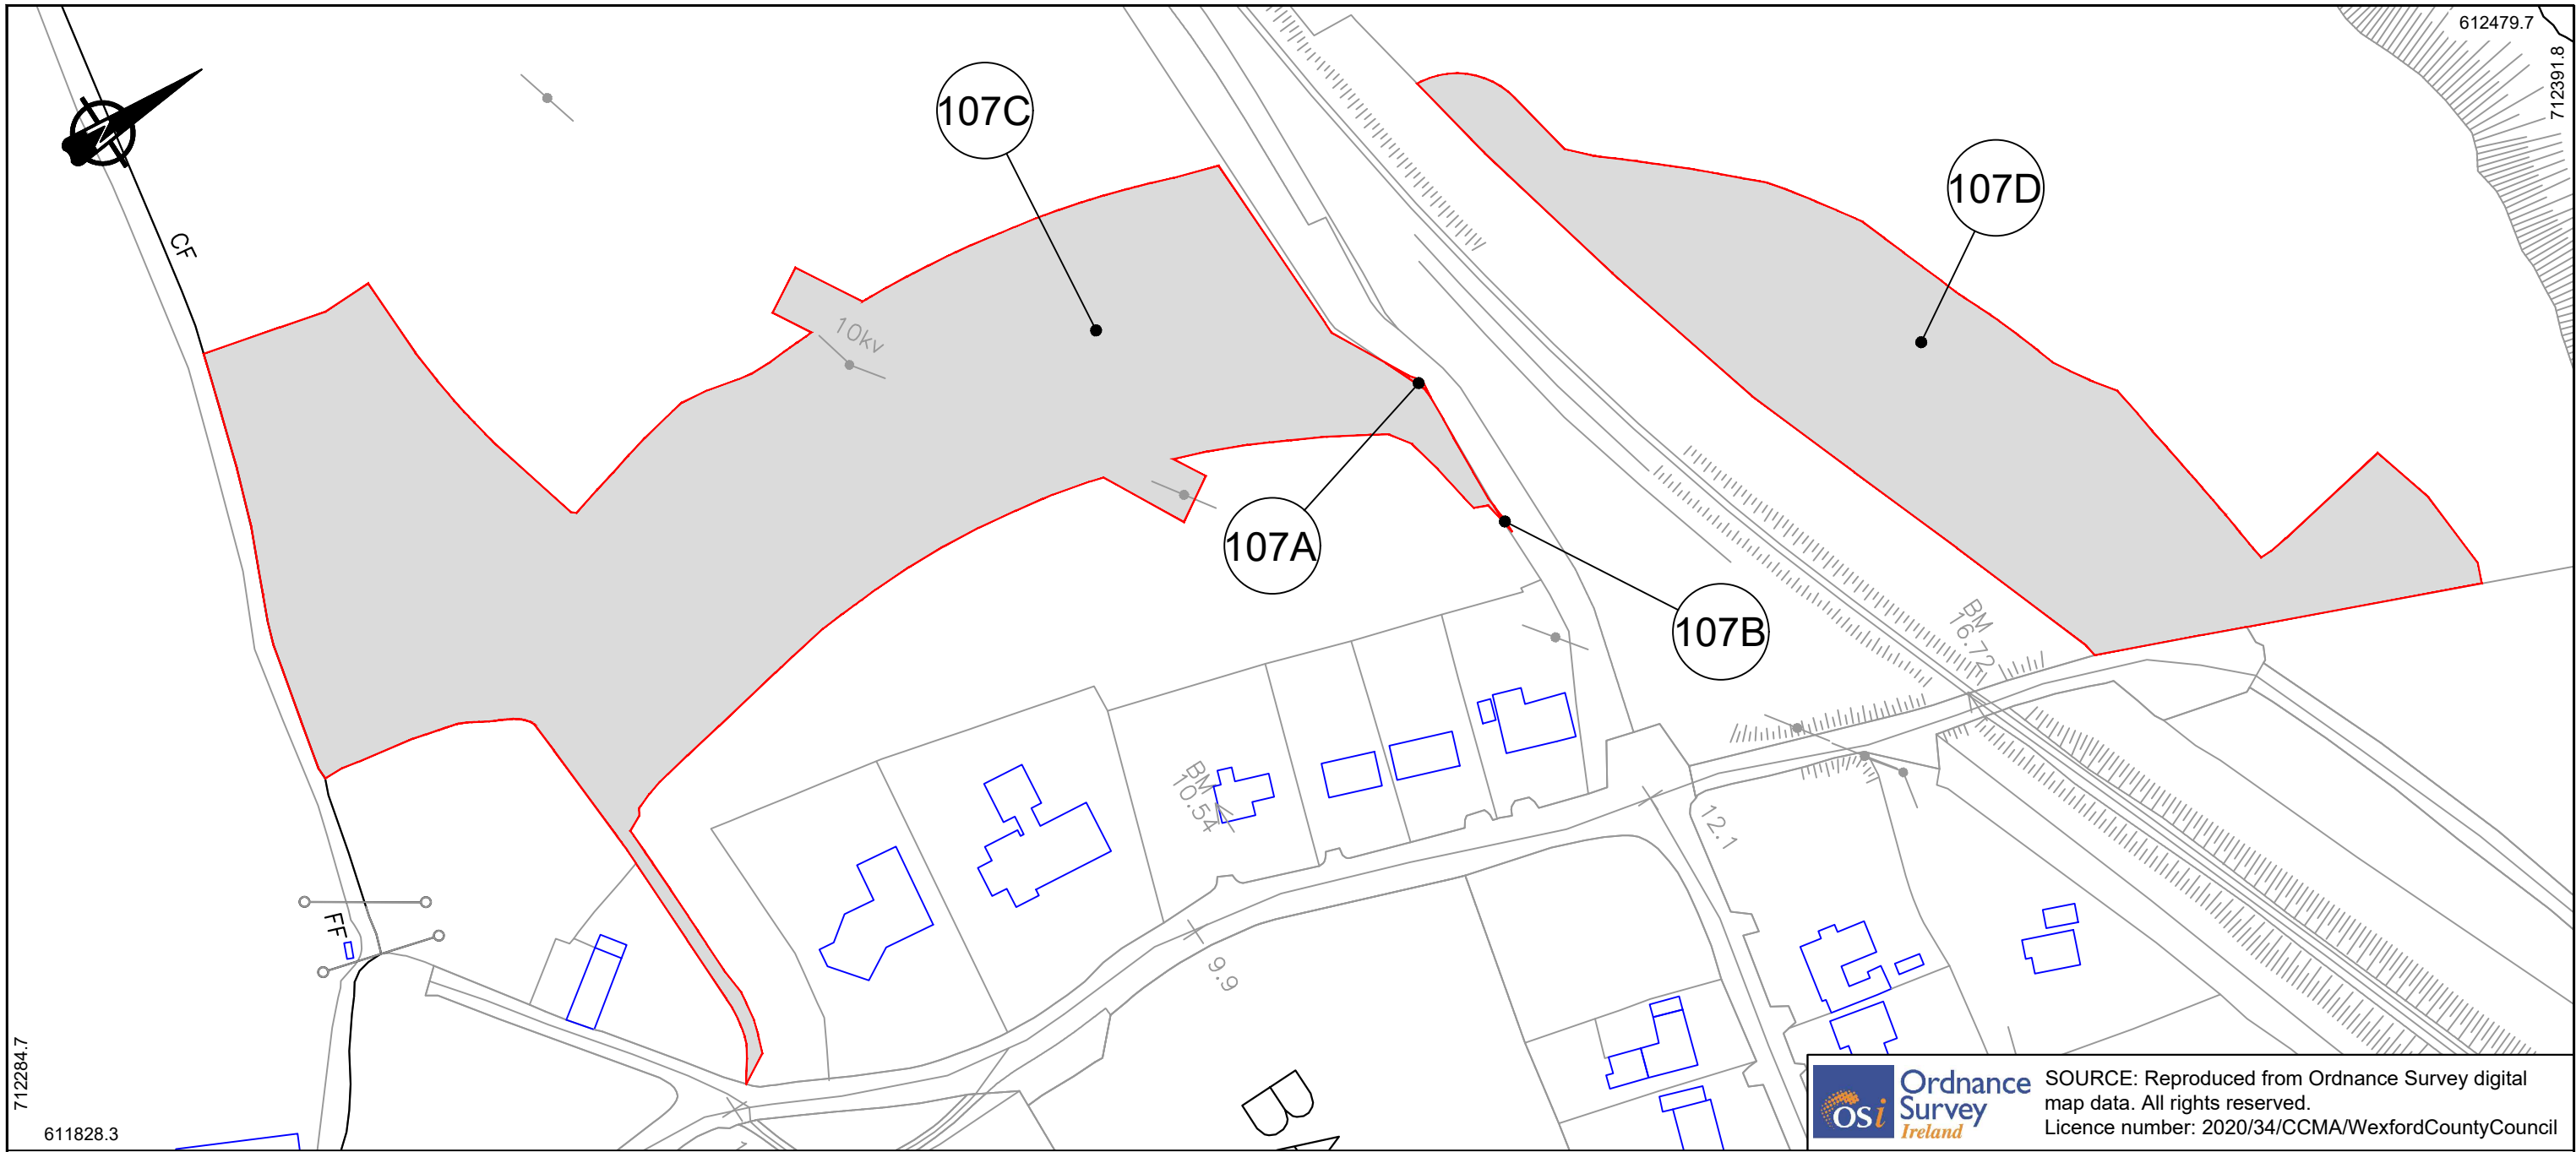 612479.7
712391.8
107C
107D
CF
10kv
107A
107B
BM
16.72
BM
10.54
12.1
FF
9.9
712284.7
611828.3
B
osi
Ordnance
Survey
Ireland
SOURCE: Reproduced from Ordnance Survey digital
map data. All rights reserved.
Licence number: 2020/34/CCMA/WexfordCountyCouncil